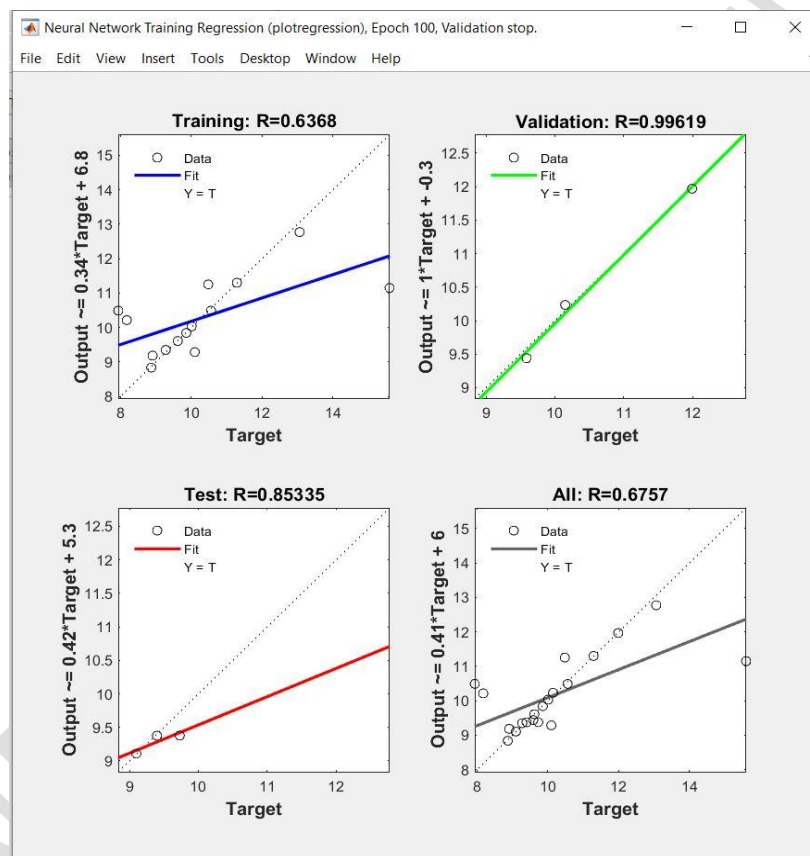 Neural Network Training Regression (plotregression), Epoch 100, Validation stop.
File Edit View Insert Tools Desktop Window Help
Training: R=0.6368
Output ~= 0.34*Target + 6.8
Data
Fit
Y = T
15
14
13
12
11
10
9
8
8 10 12 14
Target
Validation: R=0.99619
Output ~= 1*Target + -0.3
Data
Fit
Y = T
12.5
12
11.5
11
10.5
10
9.5
9
9 10 11 12
Target
Test: R=0.85335
Output ~= 0.42*Target + 5.3
Data
Fit
Y = T
12.5
12
11.5
11
10.5
10
9.5
9
9 10 11 12
Target
All: R=0.6757
Output ~= 0.41*Target + 6
Data
Fit
Y = T
15
14
13
12
11
10
9
8
8 10 12 14
Target